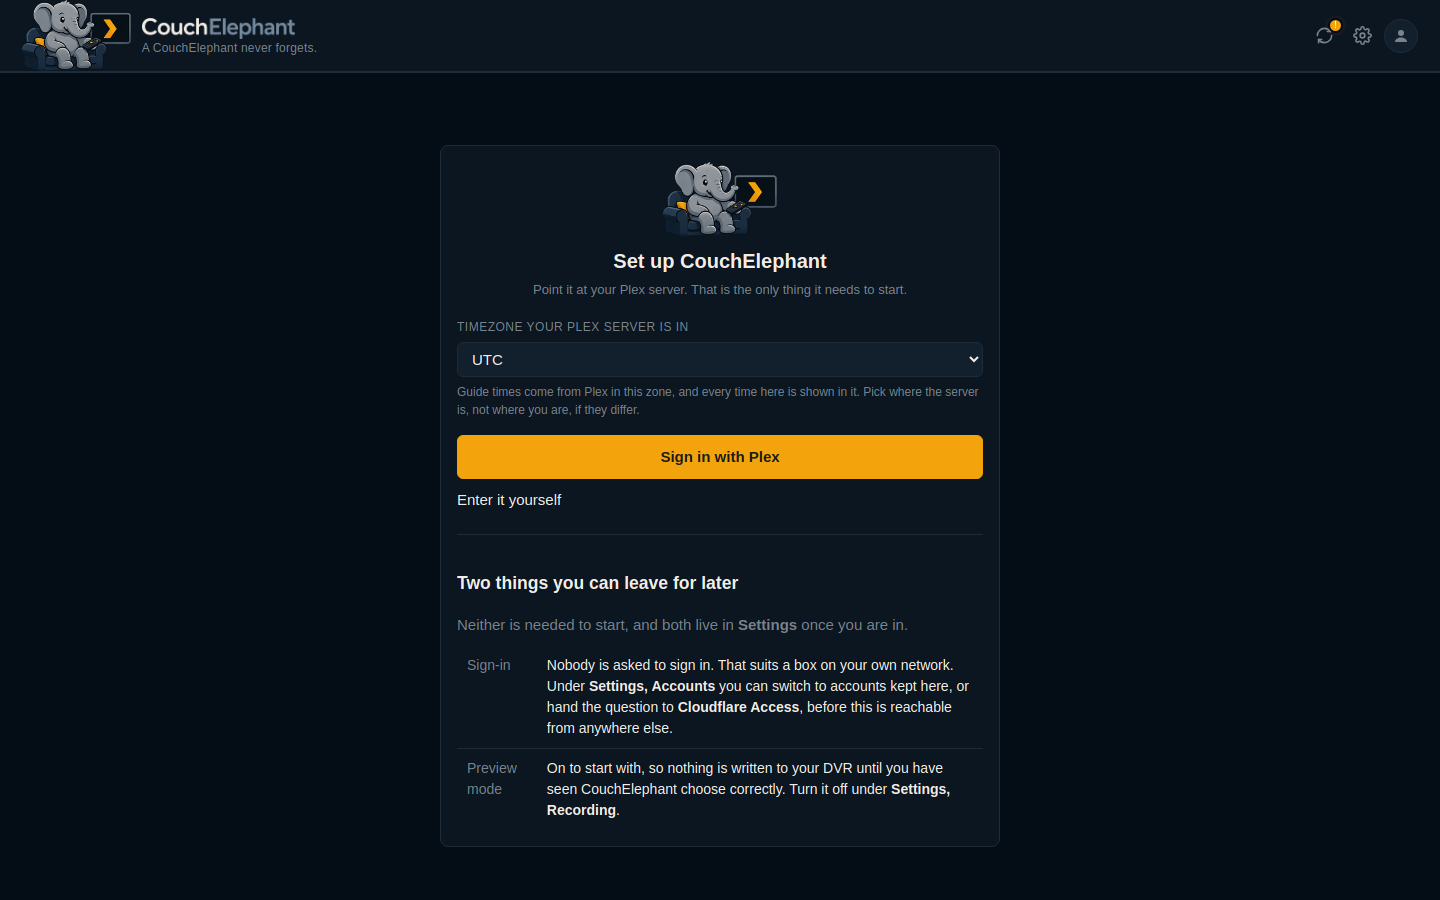 CouchElephant
A CouchElephant never forgets.
Set up CouchElephant
Point it at your Plex server. That is the only thing it needs to start.
TIMEZONE YOUR PLEX SERVER IS IN
UTC
Guide times come from Plex in this zone, and every time here is shown in it. Pick where the server
is, not where you are, if they differ.
Sign in with Plex
Enter it yourself
Two things you can leave for later
Neither is needed to start, and both live in Settings once you are in.
Sign-in
Nobody is asked to sign in. That suits a box on your own network.
Under Settings, Accounts you can switch to accounts kept here, or
hand the question to Cloudflare Access, before this is reachable
from anywhere else.
Preview
mode
On to start with, so nothing is written to your DVR until you have
seen CouchElephant choose correctly. Turn it off under Settings,
Recording.